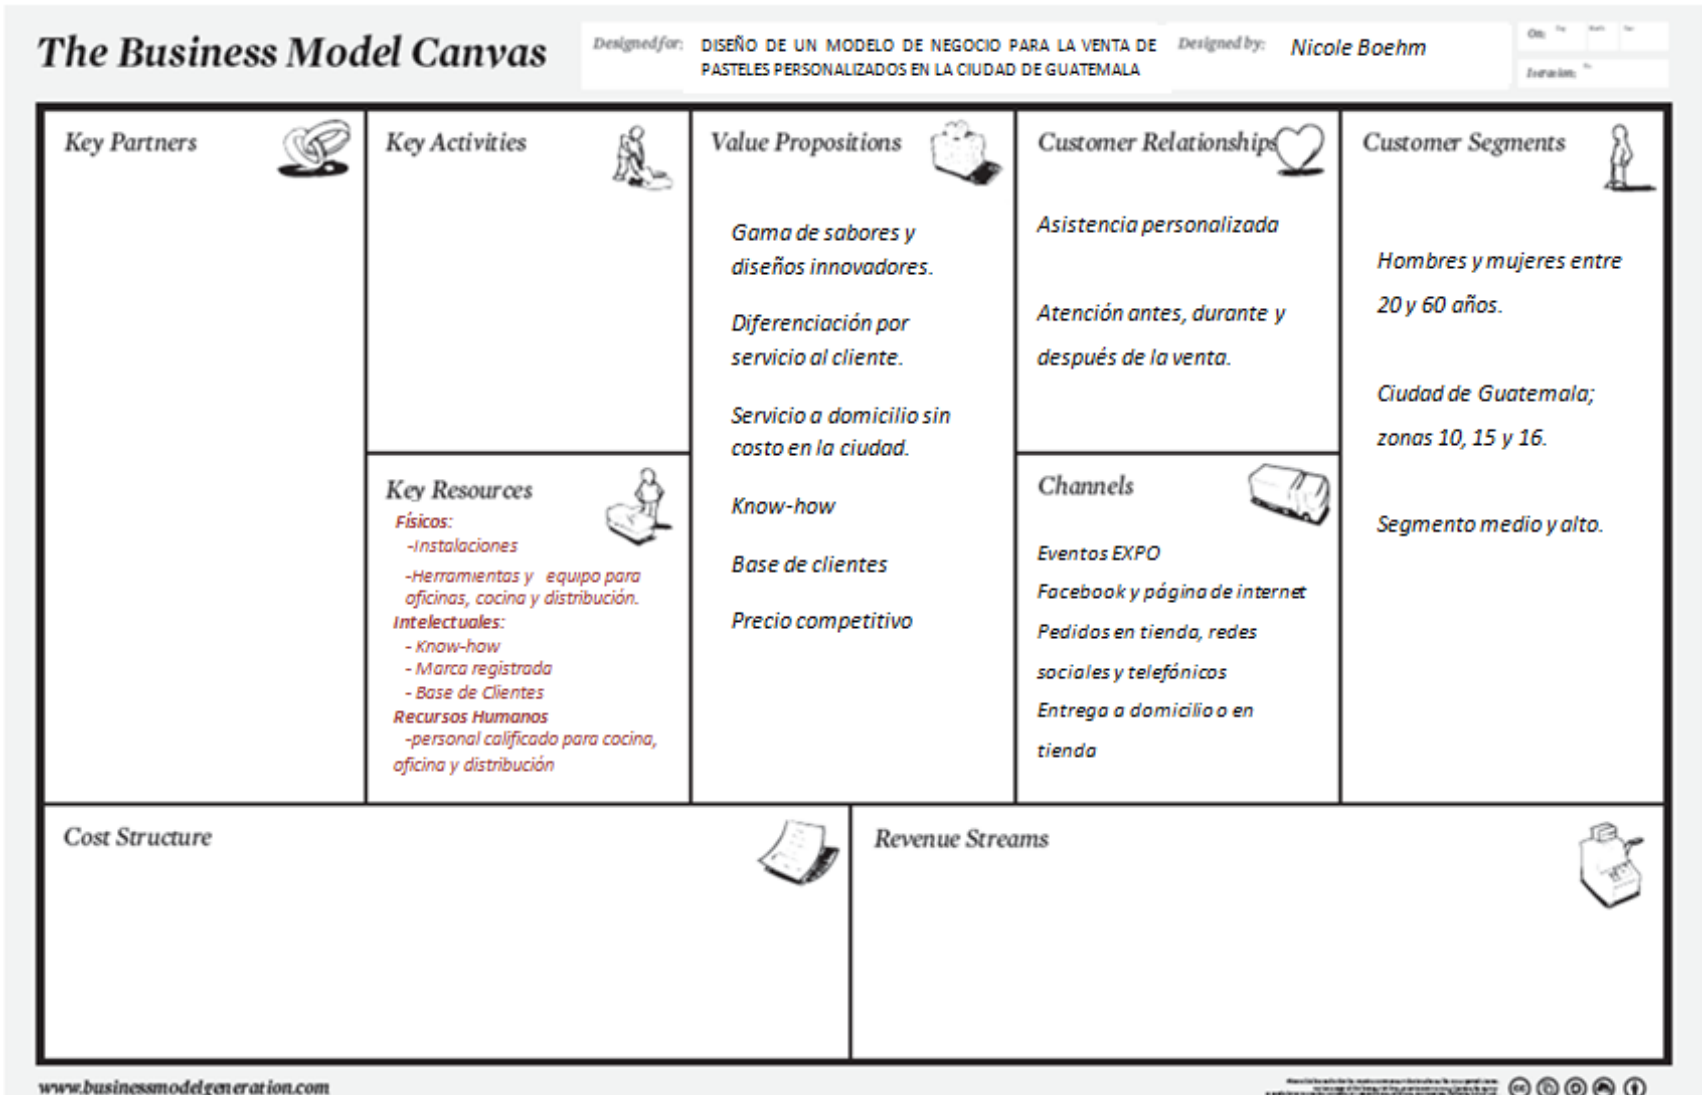 The Business Model Canvas
Designed for:
DISEÑO DE UN MODELO DE NEGOCIO PARA LA VENTA DE
PASTELES PERSONALIZADOS EN LA CIUDAD DE GUATEMALA
Designed by:
Nicole Boehm
On:
Iteration:
Key Partners
Key Activities
Key Resources
Físicos:
-Instalaciones
-Herramientas y equipo para
oficinas, cocina y distribución.
Intelectuales:
- Know-how
- Marca registrada
- Base de Clientes
Recursos Humanos
-personal calificado para cocina,
oficina y distribución
Value Propositions
Gama de sabores y
diseños innovadores.
Diferenciación por
servicio al cliente.
Servicio a domicilio sin
costo en la ciudad.
Know-how
Base de clientes
Precio competitivo
Customer Relationships
Asistencia personalizada
Atención antes, durante y
después de la venta.
Channels
Eventos EXPO
Facebook y página de internet
Pedidos en tienda, redes
sociales y telefónicos
Entrega a domicilio o en
tienda
Customer Segments
Hombres y mujeres entre
20 y 60 años.
Ciudad de Guatemala;
zonas 10, 15 y 16.
Segmento medio y alto.
Cost Structure
Revenue Streams
www.businessmodelgeneration.com